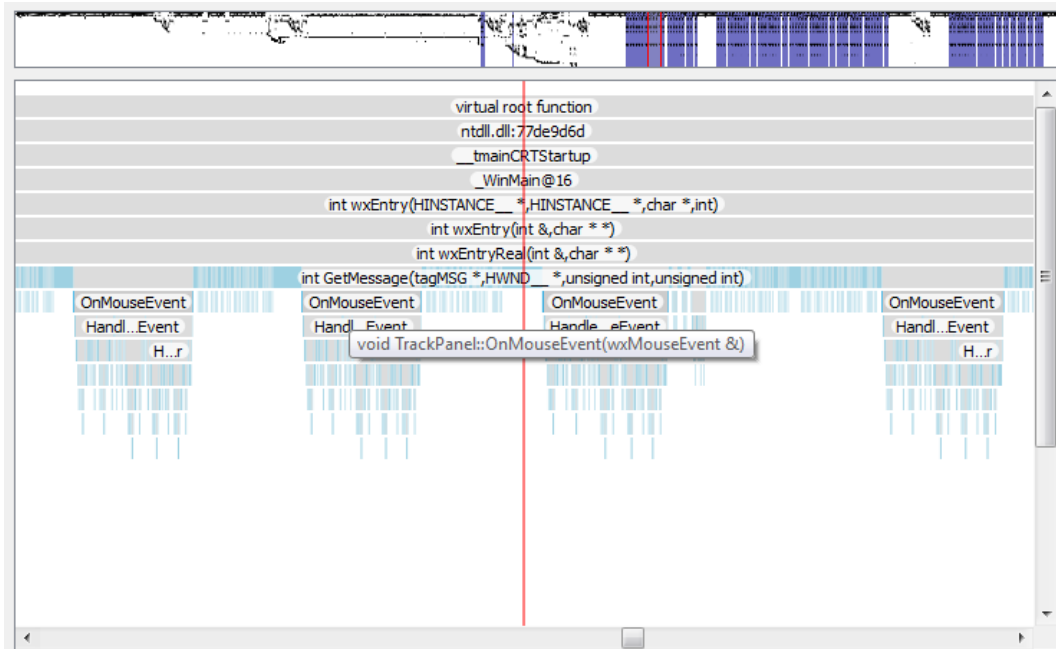 virtual root function
ntdll.dll:77de9d6d
__tmainCRTStartup
_WinMain@16
int wxEntry(HINSTANCE__ *,HINSTANCE__ *,char *,int)
int wxEntry(int &,char * *)
int wxEntryReal(int &,char * *)
int GetMessage(tagMSG *,HWND__ *,unsigned int,unsigned int)
OnMouseEvent OnMouseEvent OnMouseEvent OnMouseEvent
Handl...Event Handl...Event Handle...eEvent Handl...Event
void TrackPanel::OnMouseEvent(wxMouseEvent &)
H...r H...r